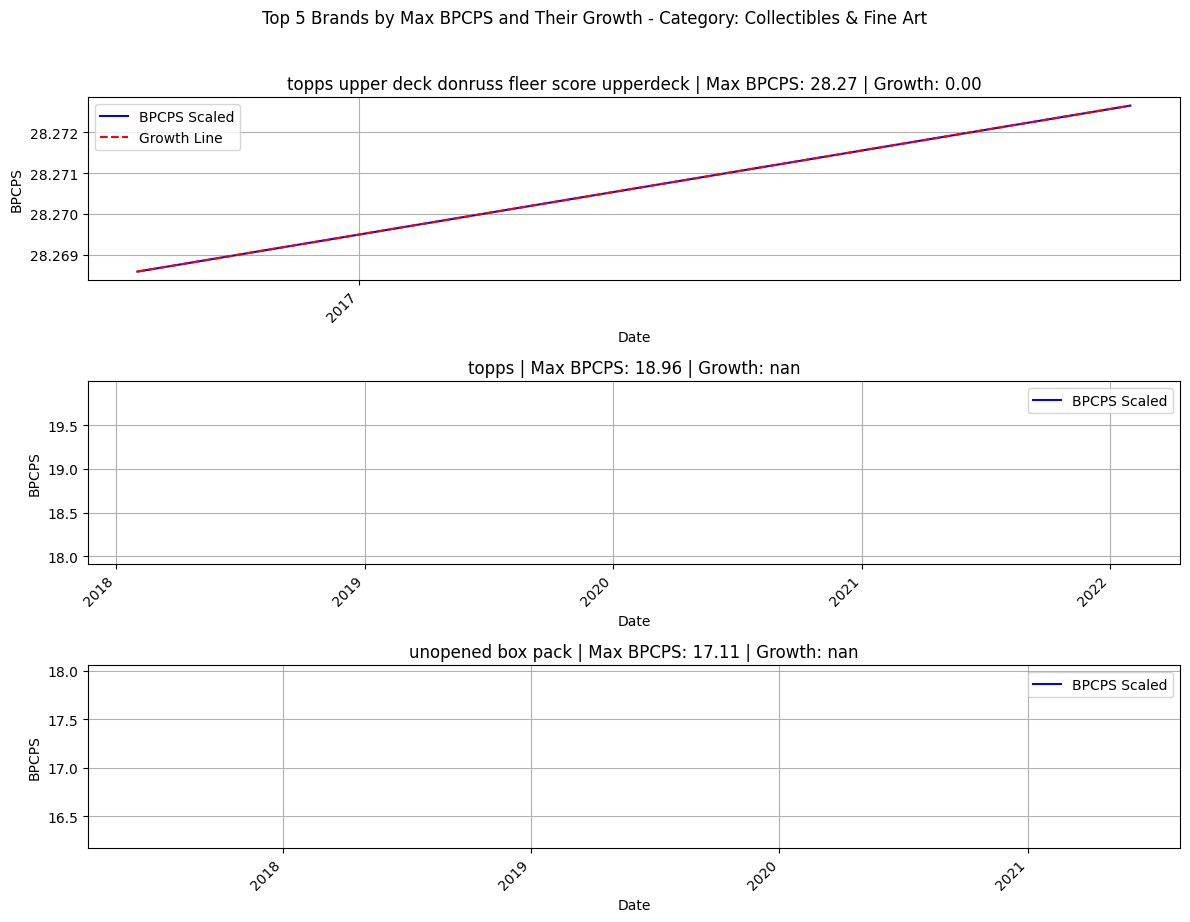 Top 5 Brands by Max BPCPS and Their Growth - Category: Collectibles & Fine Art
topps upper deck donruss fleer score upperdeck | Max BPCPS: 28.27 | Growth: 0.00
BPCPS Scaled
Growth Line
28.272
28.271
28.270
28.269
BPCPS
2017
Date
topps | Max BPCPS: 18.96 | Growth: nan
BPCPS Scaled
19.5
19.0
18.5
18.0
BPCPS
2018
2019
2020
2021
2022
Date
unopened box pack | Max BPCPS: 17.11 | Growth: nan
BPCPS Scaled
18.0
17.5
17.0
16.5
BPCPS
2018
2019
2020
2021
Date